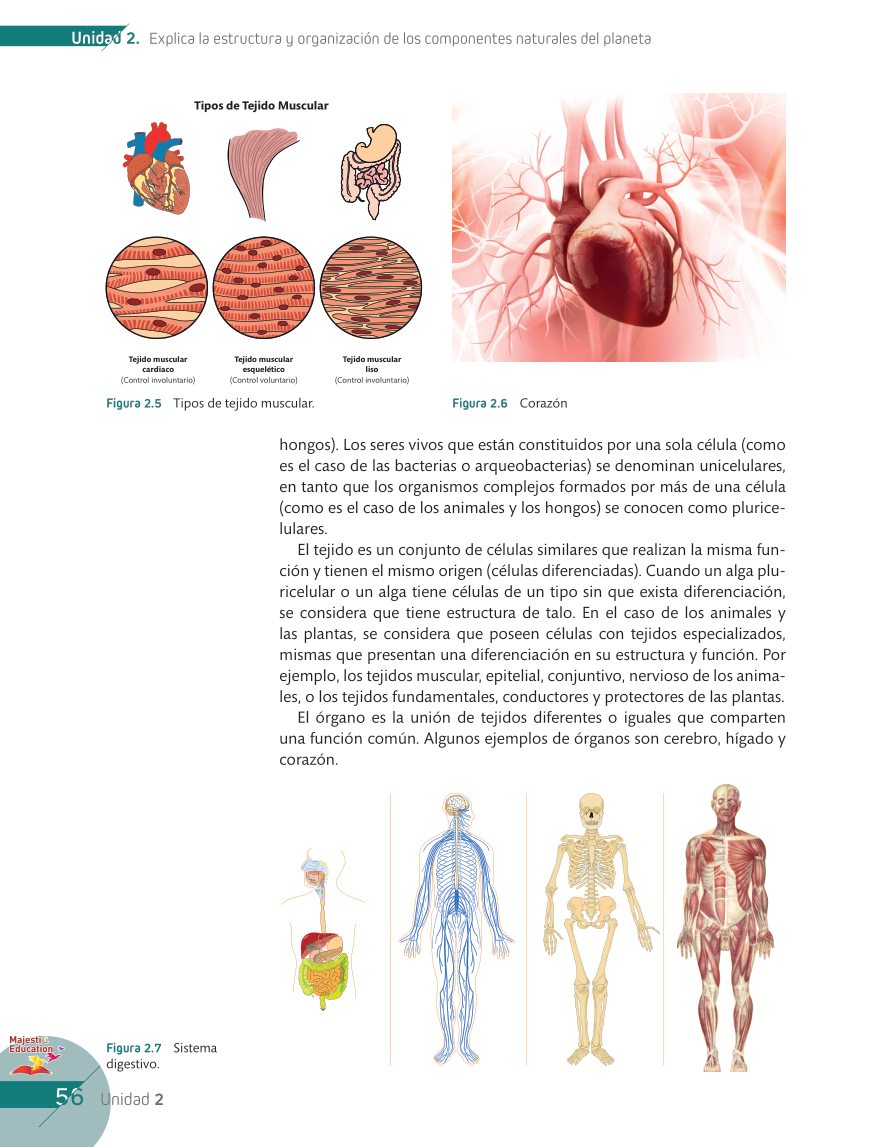 Unidad 2. Explica la estructura y organización de los componentes naturales del planeta
Tipos de Tejido Muscular
Tejido muscular
cardiaco
(Control involuntario)
Tejido muscular
esquelético
(Control voluntario)
Tejido muscular
liso
(Control involuntario)
Figura 2.5 Tipos de tejido muscular.
Figura 2.6 Corazón
hongos). Los seres vivos que están constituidos por una sola célula (como
es el caso de las bacterias o arqueobacterias) se denominan unicelulares,
en tanto que los organismos complejos formados por más de una célula
(como es el caso de los animales y los hongos) se conocen como plurice-
lulares.
El tejido es un conjunto de células similares que realizan la misma fun-
ción y tienen el mismo origen (células diferenciadas). Cuando un alga plu-
ricelular o un alga tiene células de un tipo sin que exista diferenciación,
se considera que tiene estructura de talo. En el caso de los animales y
las plantas, se considera que poseen células con tejidos especializados,
mismas que presentan una diferenciación en su estructura y función. Por
ejemplo, los tejidos muscular, epitelial, conjuntivo, nervioso de los anima-
les, o los tejidos fundamentales, conductores y protectores de las plantas.
El órgano es la unión de tejidos diferentes o iguales que comparten
una función común. Algunos ejemplos de órganos son cerebro, hígado y
corazón.
Figura 2.7 Sistema
digestivo.
Majestic
Education
56 Unidad 2